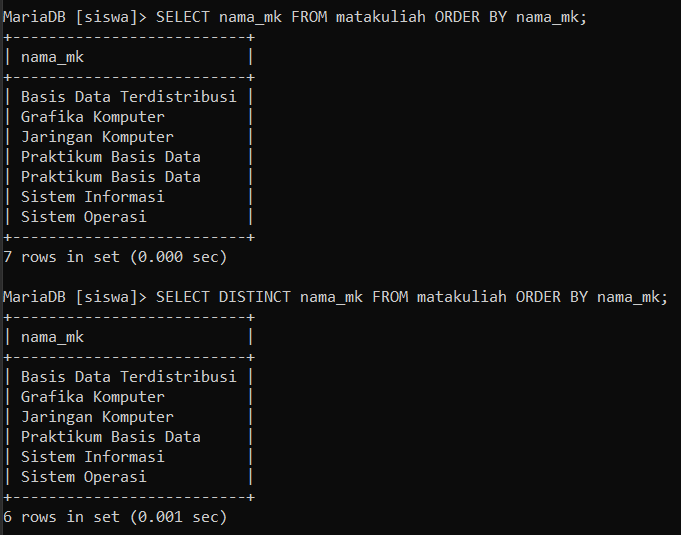 MariaDB [siswa]> SELECT nama_mk FROM matakuliah ORDER BY nama_mk;
+--------------------------+
| nama_mk                  |
+--------------------------+
| Basis Data Terdistribusi |
| Grafika Komputer         |
| Jaringan Komputer        |
| Praktikum Basis Data     |
| Praktikum Basis Data     |
| Sistem Informasi         |
| Sistem Operasi           |
+--------------------------+
7 rows in set (0.000 sec)

MariaDB [siswa]> SELECT DISTINCT nama_mk FROM matakuliah ORDER BY nama_mk;
+--------------------------+
| nama_mk                  |
+--------------------------+
| Basis Data Terdistribusi |
| Grafika Komputer         |
| Jaringan Komputer        |
| Praktikum Basis Data     |
| Sistem Informasi         |
| Sistem Operasi           |
+--------------------------+
6 rows in set (0.001 sec)